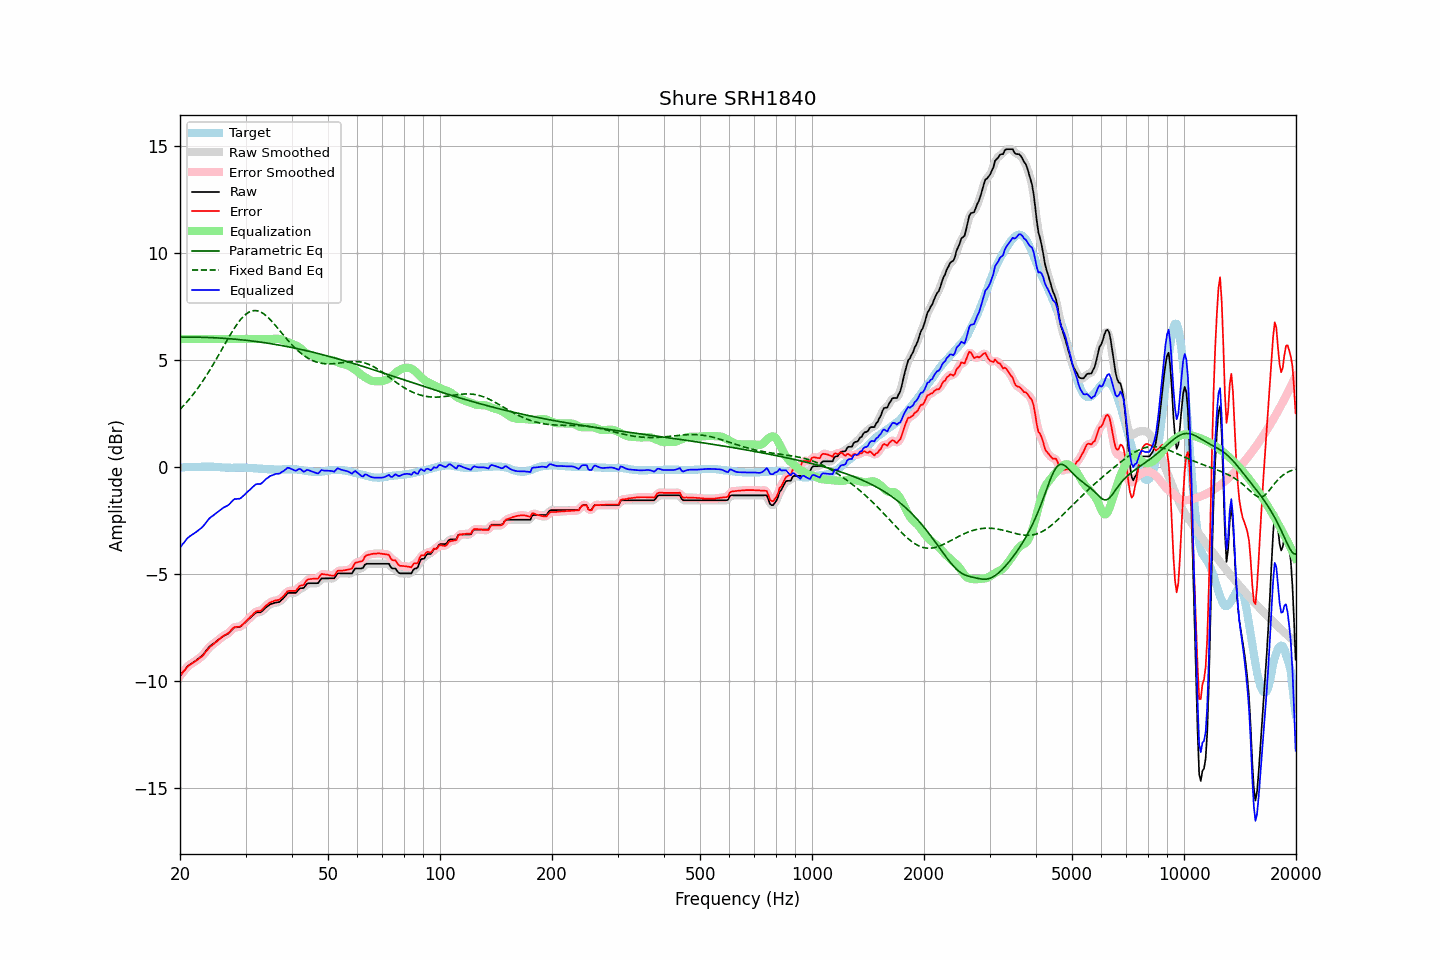 Shure SRH1840
Target
Raw Smoothed
Error Smoothed
Raw
Error
Equalization
Parametric Eq
Fixed Band Eq
Equalized
15
10
5
0
−5
−10
−15
Amplitude (dBr)
20 50 100 200 500 1000 2000 5000 10000 20000
Frequency (Hz)